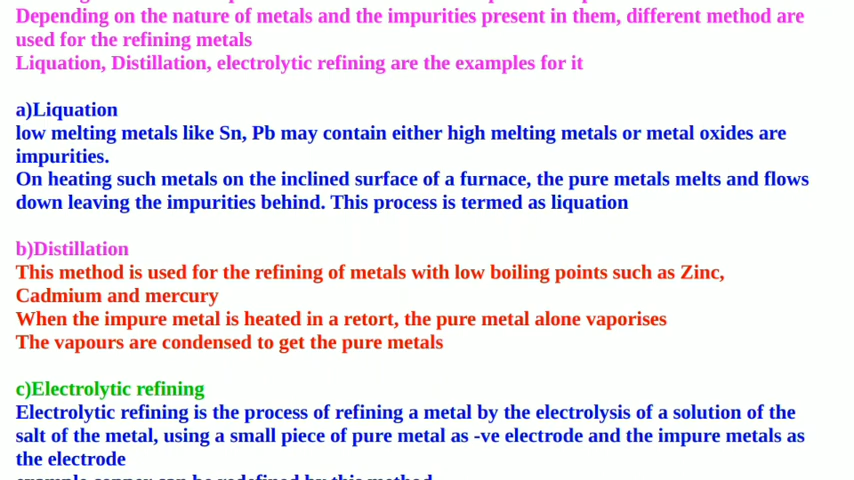 Depending on the nature of metals and the impurities present in them, different method are
used for the refining metals
Liquation, Distillation, electrolytic refining are the examples for it
a)Liquation
low melting metals like Sn, Pb may contain either high melting metals or metal oxides are
impurities.
On heating such metals on the inclined surface of a furnace, the pure metals melts and flows
down leaving the impurities behind. This process is termed as liquation
b)Distillation
This method is used for the refining of metals with low boiling points such as Zinc,
Cadmium and mercury
When the impure metal is heated in a retort, the pure metal alone vaporises
The vapours are condensed to get the pure metals
c)Electrolytic refining
Electrolytic refining is the process of refining a metal by the electrolysis of a solution of the
salt of the metal, using a small piece of pure metal as -ve electrode and the impure metals as
the electrode
example copper can be redefined by this method